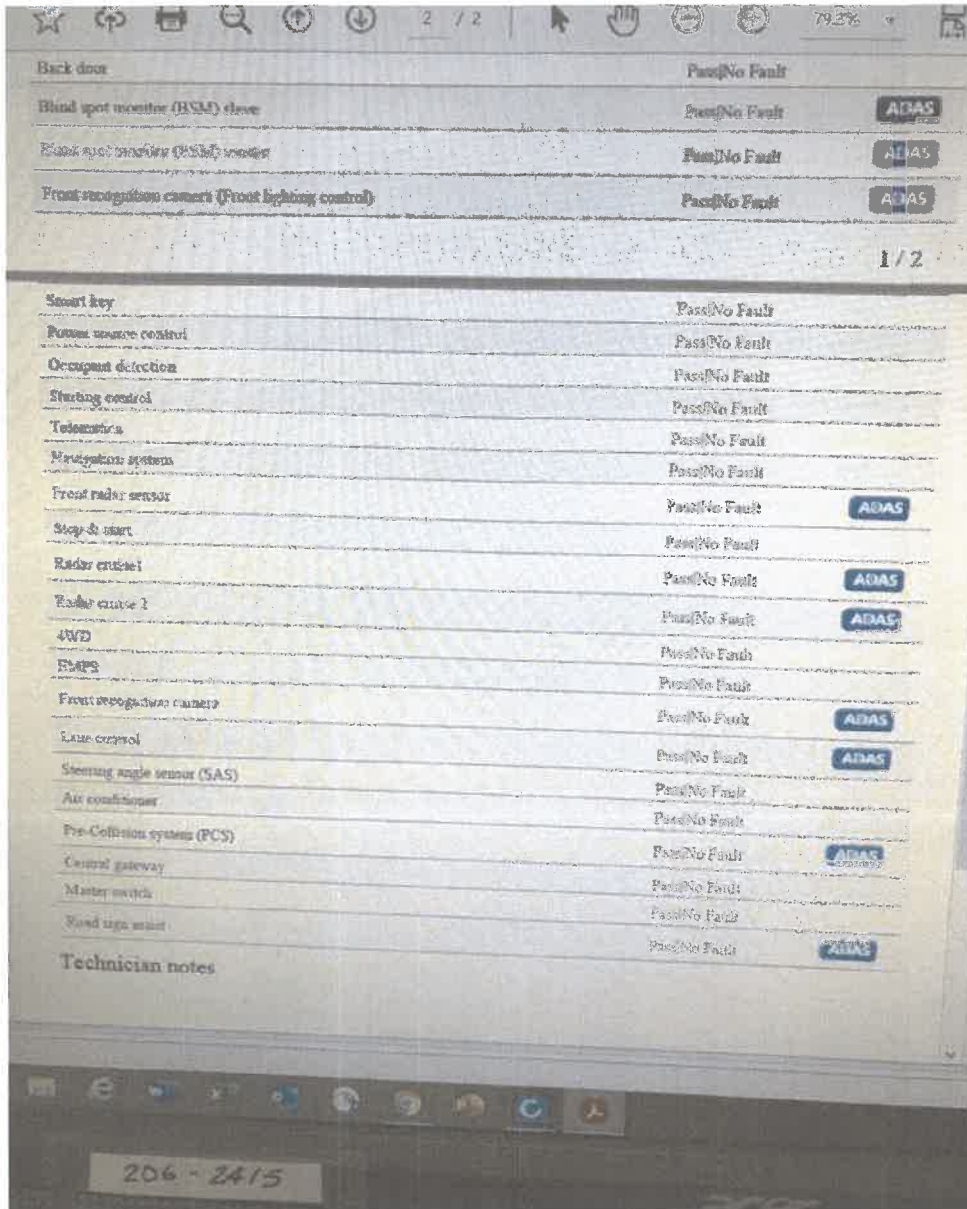 2 / 2 79.2%
Back door Pass|No Fault
Blind spot monitor (BSM) slave Pass|No Fault ADAS
Blind spot monitor (BSM) master Pass|No Fault ADAS
Front recognition camera (Front lighting control) Pass|No Fault ADAS
1 / 2
Smart key Pass|No Fault
Power source control Pass|No Fault
Occupant detection Pass|No Fault
Starting control Pass|No Fault
Telematics Pass|No Fault
Navigation system Pass|No Fault
Front radar sensor Pass|No Fault ADAS
Stop & start Pass|No Fault
Radar cruise1 Pass|No Fault ADAS
Radar cruise 2 Pass|No Fault ADAS
4WD Pass|No Fault
EMPS Pass|No Fault
Front recognition camera Pass|No Fault ADAS
Lane control Pass|No Fault ADAS
Steering angle sensor (SAS) Pass|No Fault
Air conditioner Pass|No Fault
Pre-Collision system (PCS) Pass|No Fault ADAS
Central gateway Pass|No Fault
Master switch Pass|No Fault
Road sign assist Pass|No Fault ADAS
Technician notes
206 - 2415